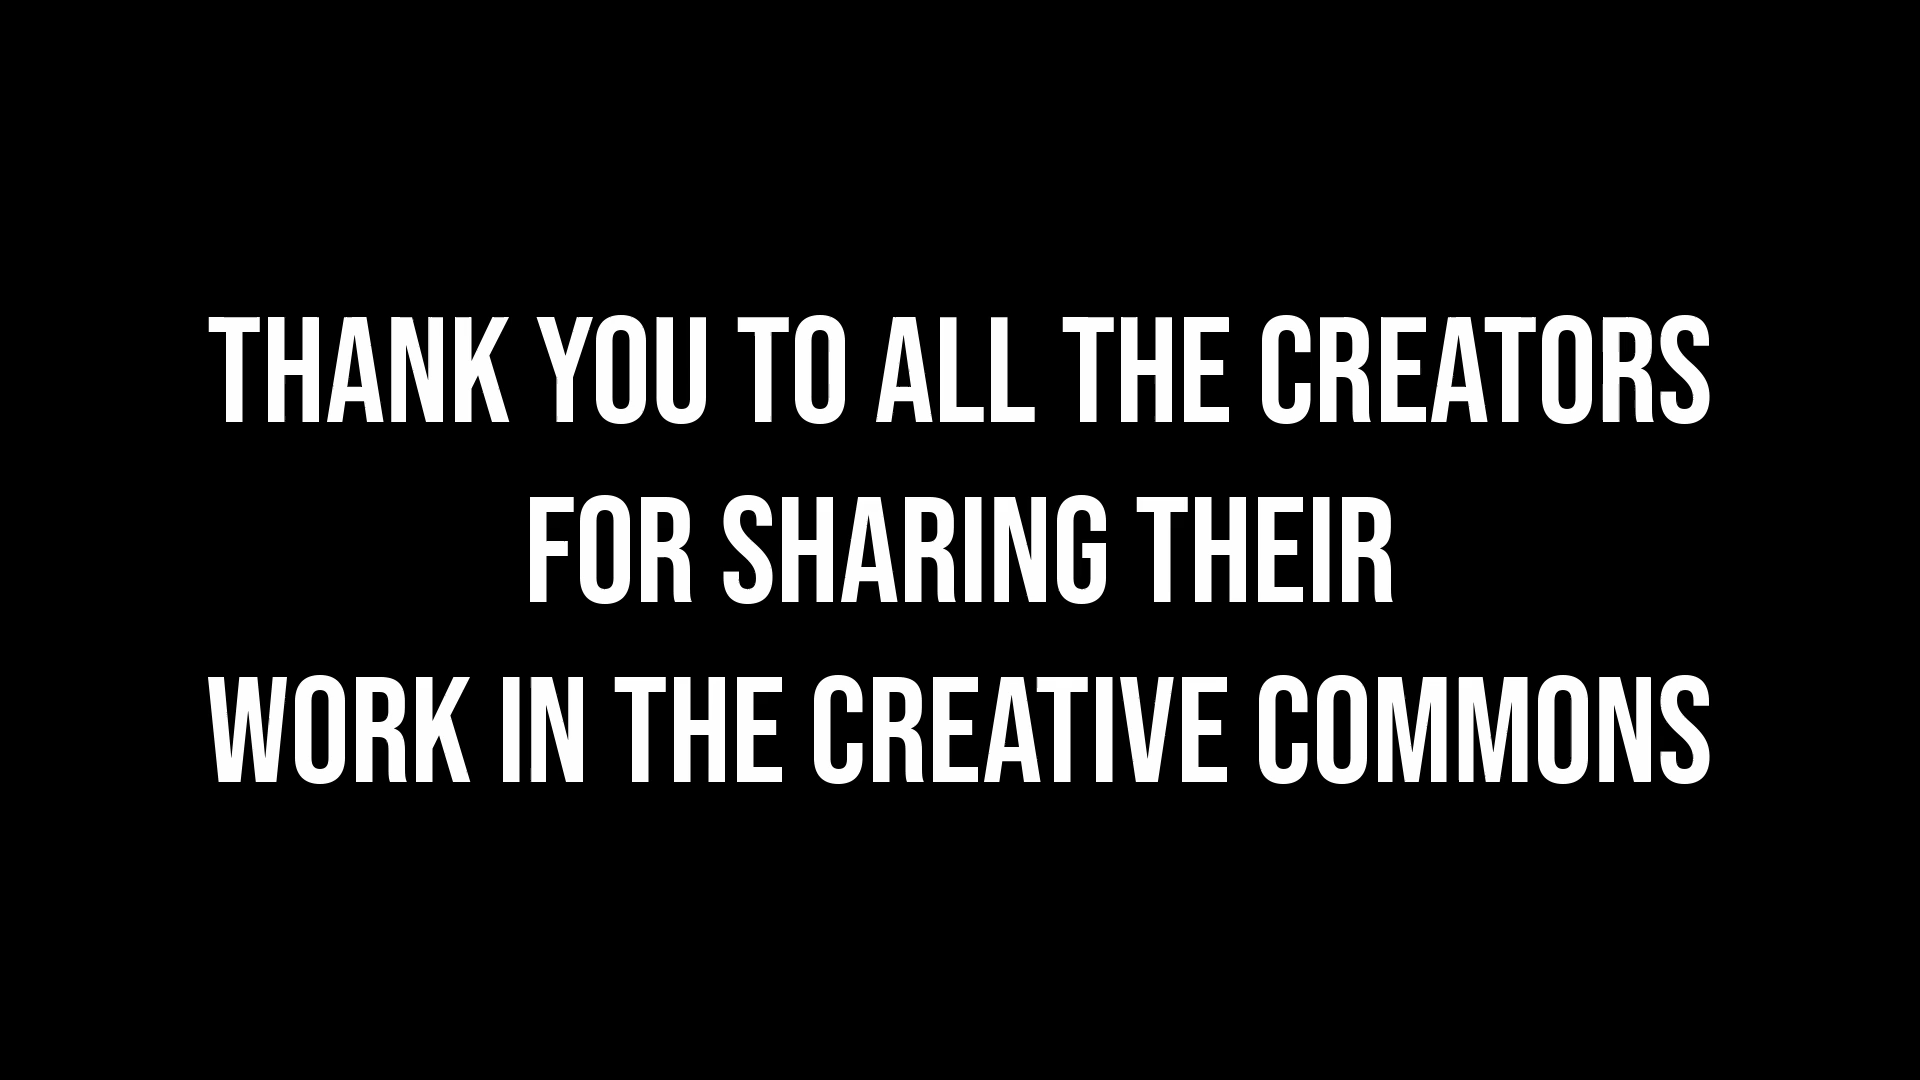 THANK YOU TO ALL THE CREATORS
FOR SHARING THEIR
WORK IN THE CREATIVE COMMONS